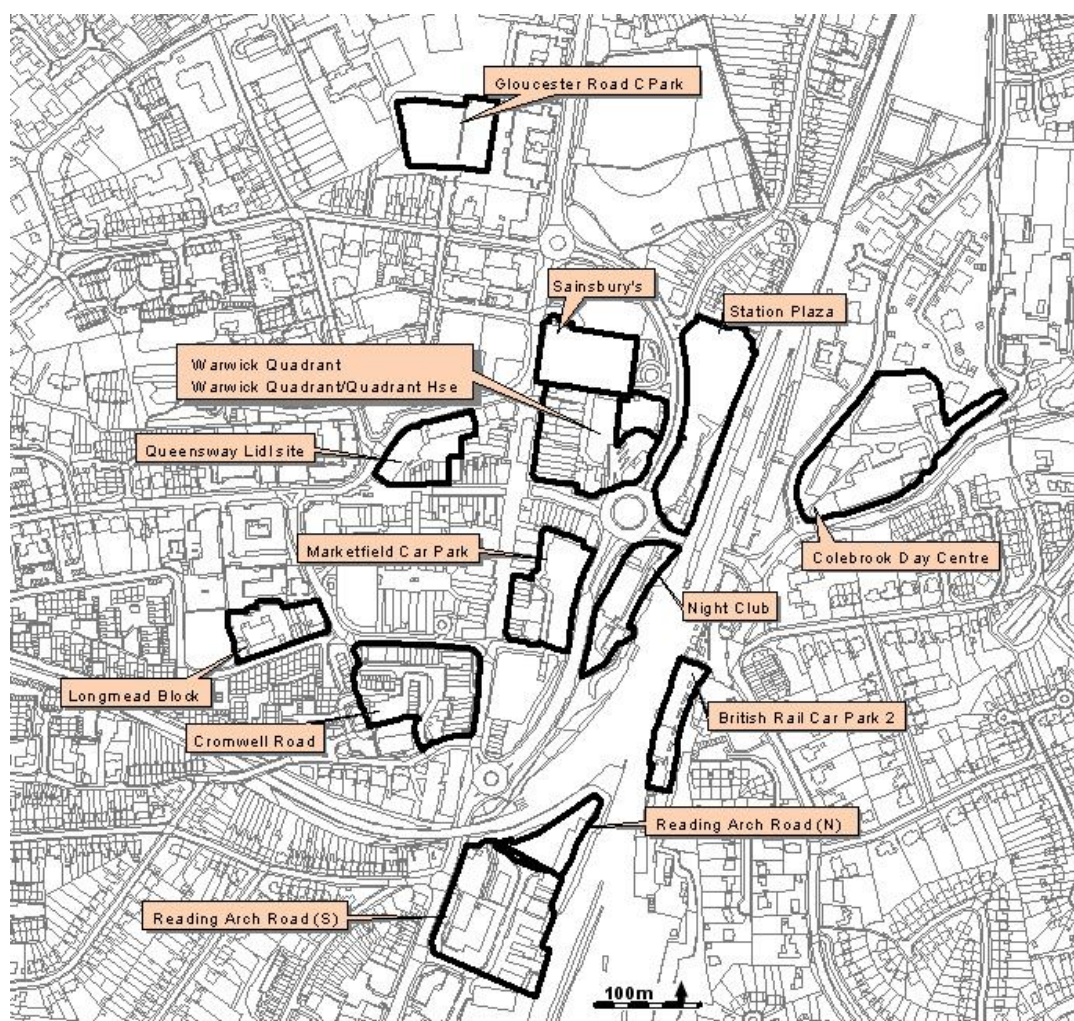 Gloucester Road C Park
Sainsbury's
Station Plaza
Warwick Quadrant
Warwick Quadrant/Quadrant Hse
Queensway Lidl site
Marketfield Car Park
Colebrook Day Centre
Night Club
Longmead Block
British Rail Car Park 2
Cromwell Road
Reading Arch Road (N)
Reading Arch Road (S)
100m